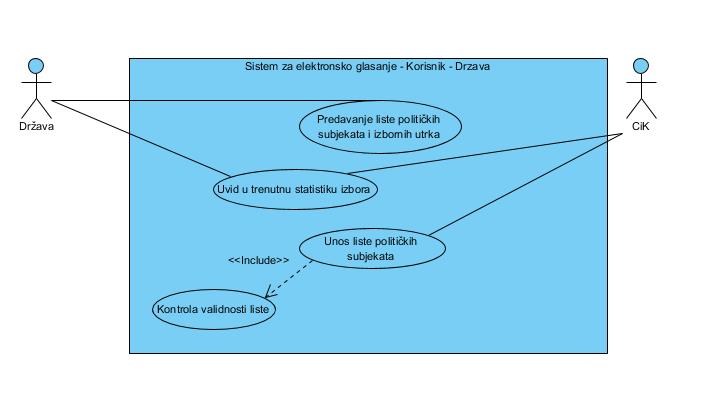 Sistem za elektronsko glasanje - Korisnik - Drzava
Država
CiK
Predavanje liste političkih
subjekata i izbornih utrka
Uvid u trenutnu statistiku izbora
Unos liste političkih
subjekata
<<Include>>
Kontrola validnosti liste